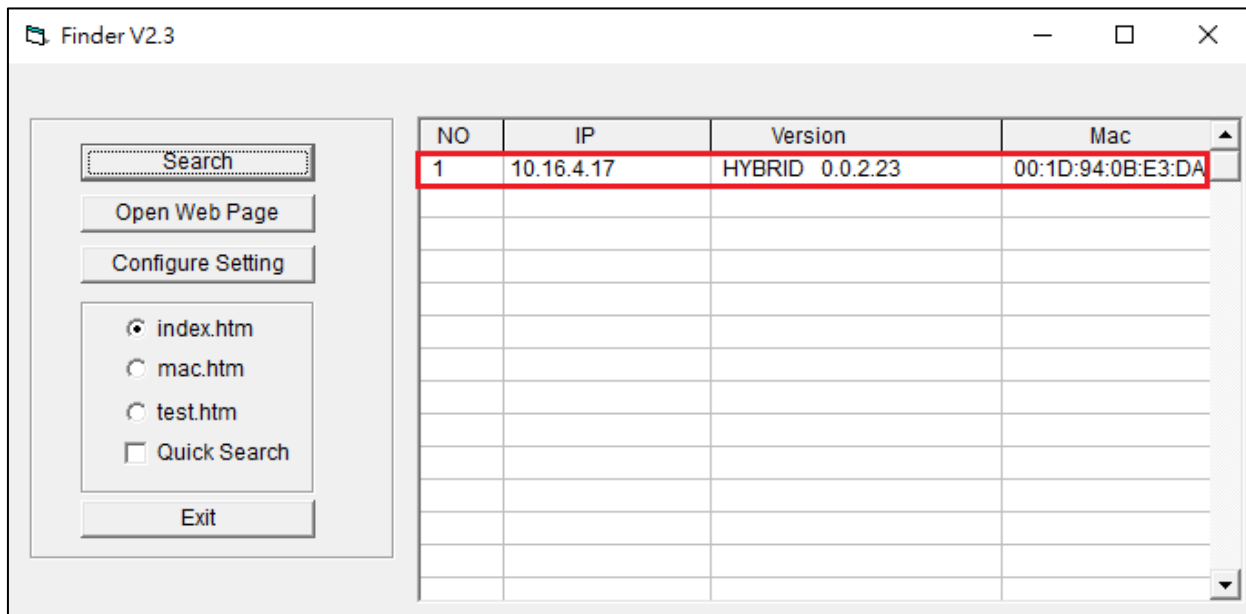 Finder V2.3
Search
Open Web Page
Configure Setting
index.htm
mac.htm
test.htm
Quick Search
Exit
NO IP Version Mac
1 10.16.4.17 HYBRID 0.0.2.23 00:1D:94:0B:E3:DA